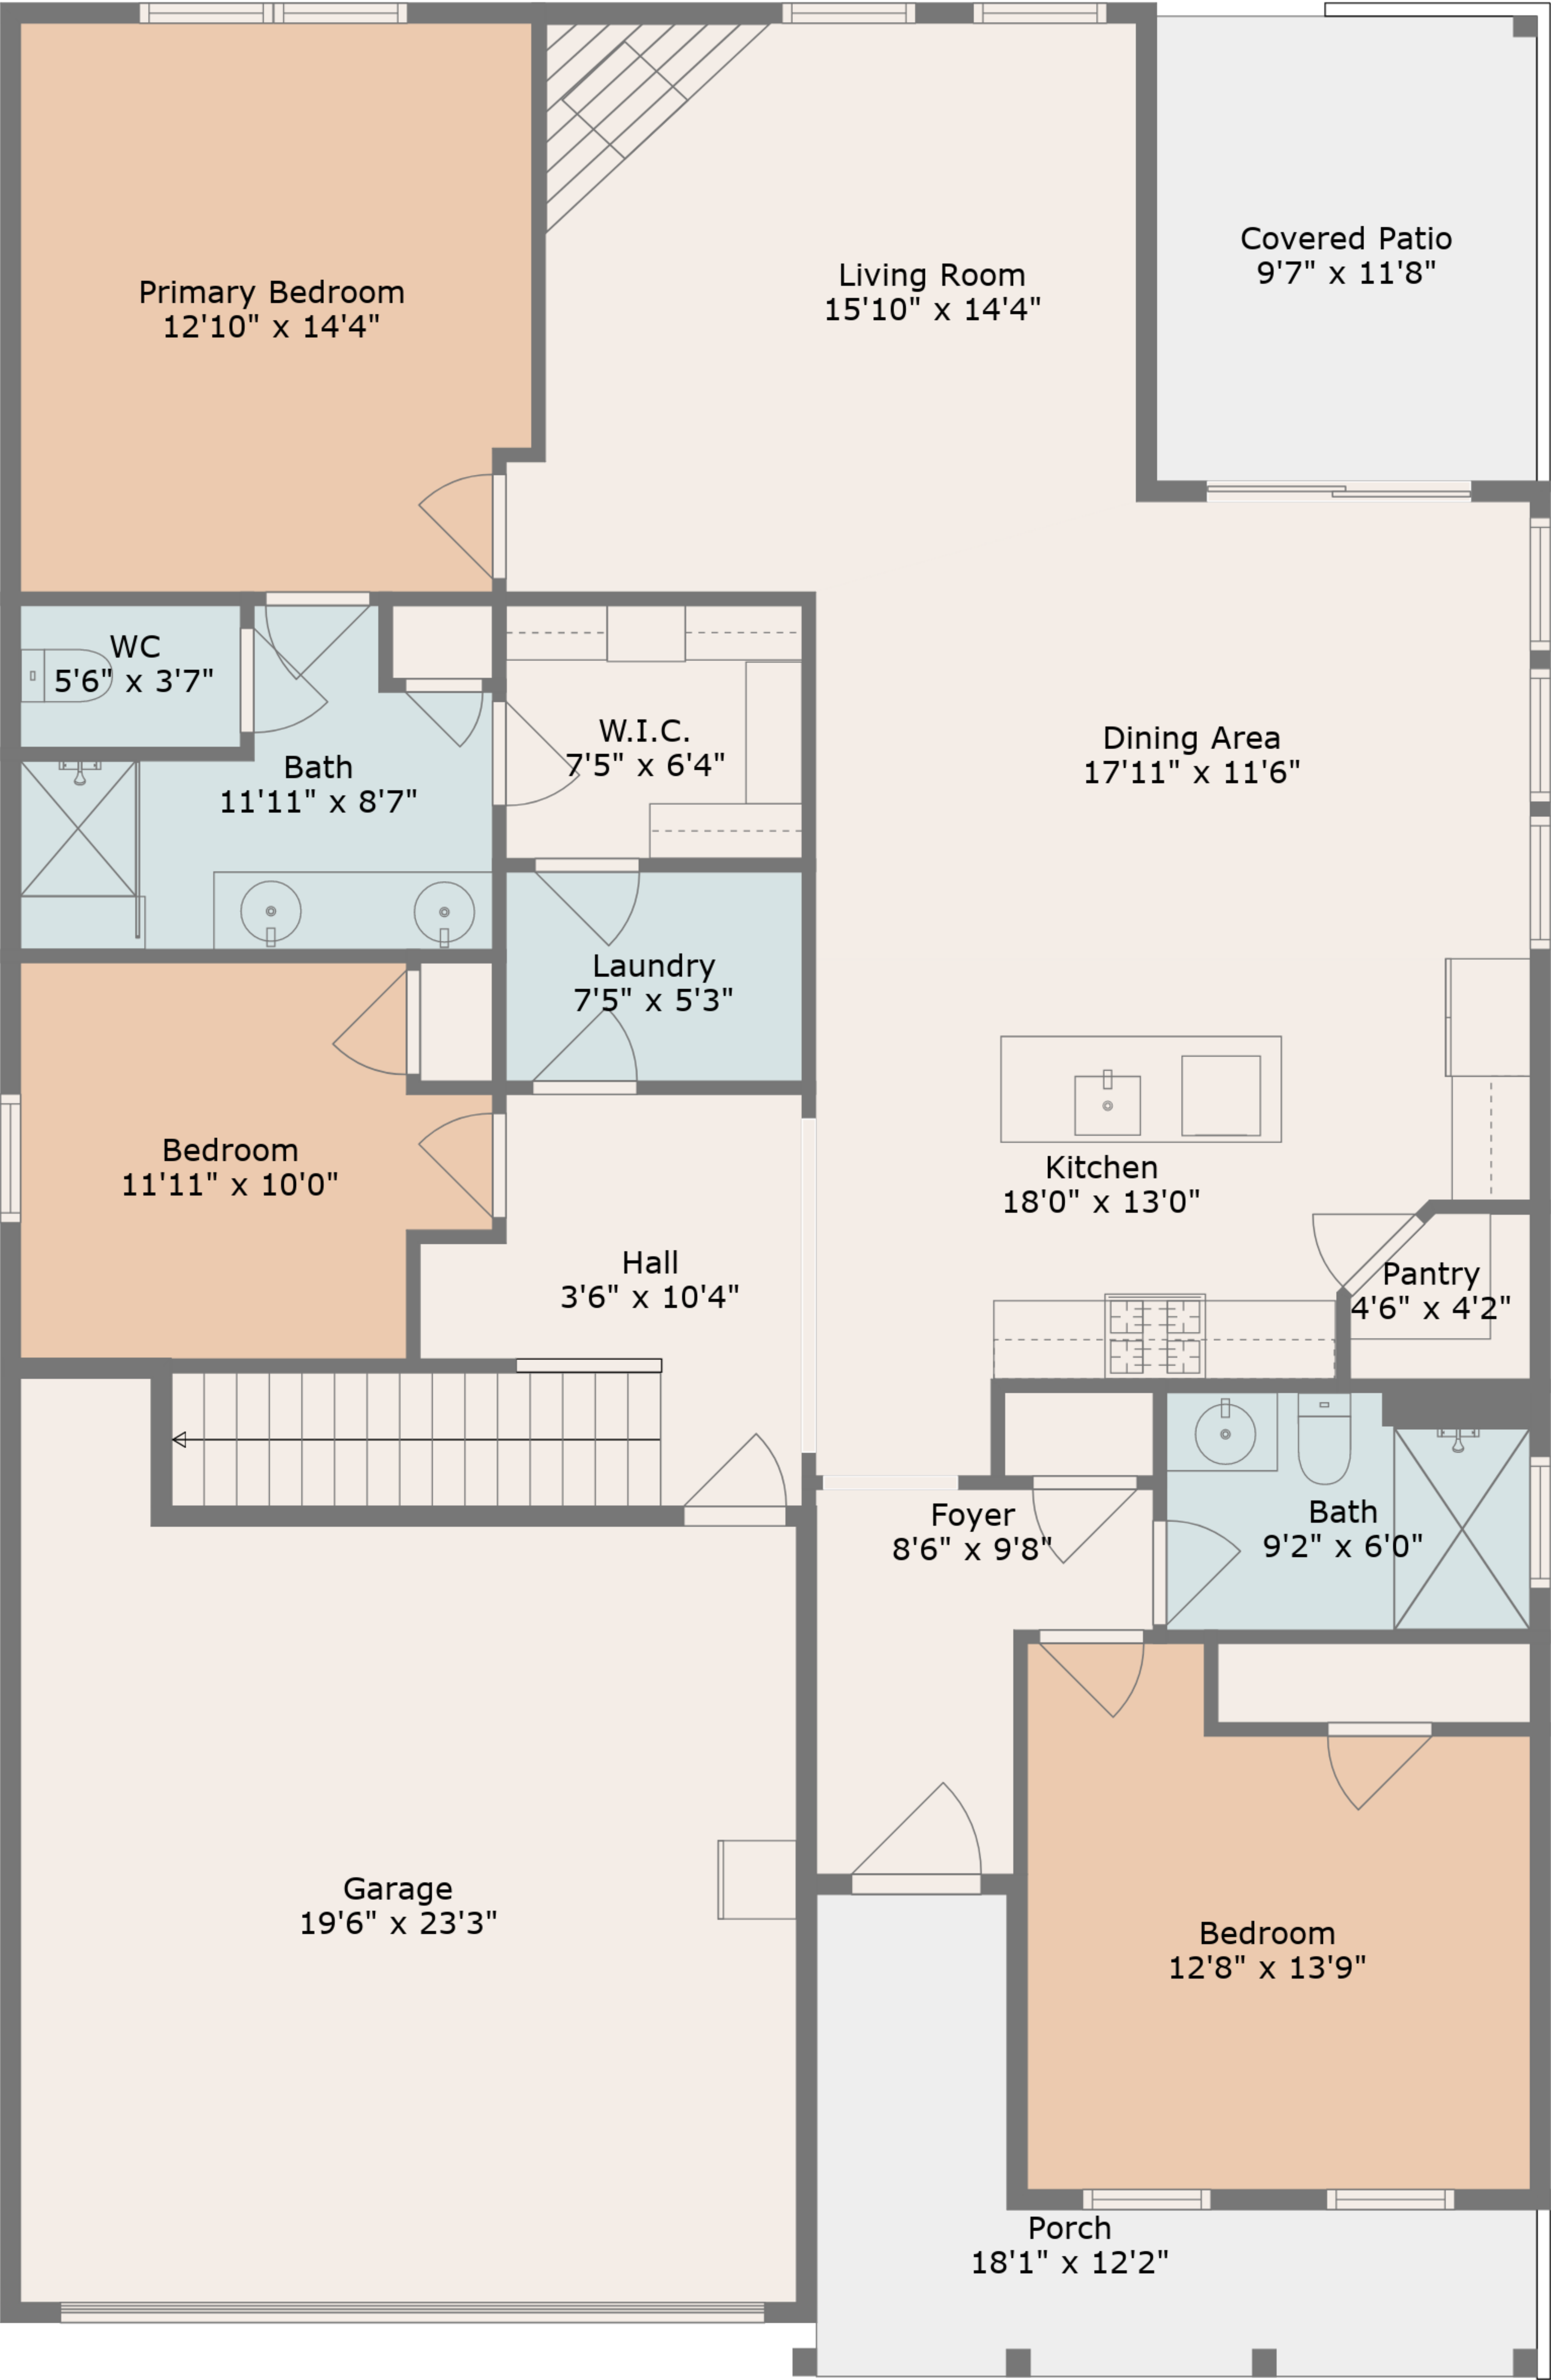 Covered Patio
9'7" x 11'8"
Living Room
15'10" x 14'4"
Primary Bedroom
12'10" x 14'4"
WC
5'6" x 3'7"
W.I.C.
7'5" x 6'4"
Dining Area
17'11" x 11'6"
Bath
11'11" x 8'7"
Laundry
7'5" x 5'3"
Bedroom
11'11" x 10'0"
Kitchen
18'0" x 13'0"
Hall
3'6" x 10'4"
Pantry
4'6" x 4'2"
Foyer
8'6" x 9'8"
Bath
9'2" x 6'0"
Garage
19'6" x 23'3"
Bedroom
12'8" x 13'9"
Porch
18'1" x 12'2"